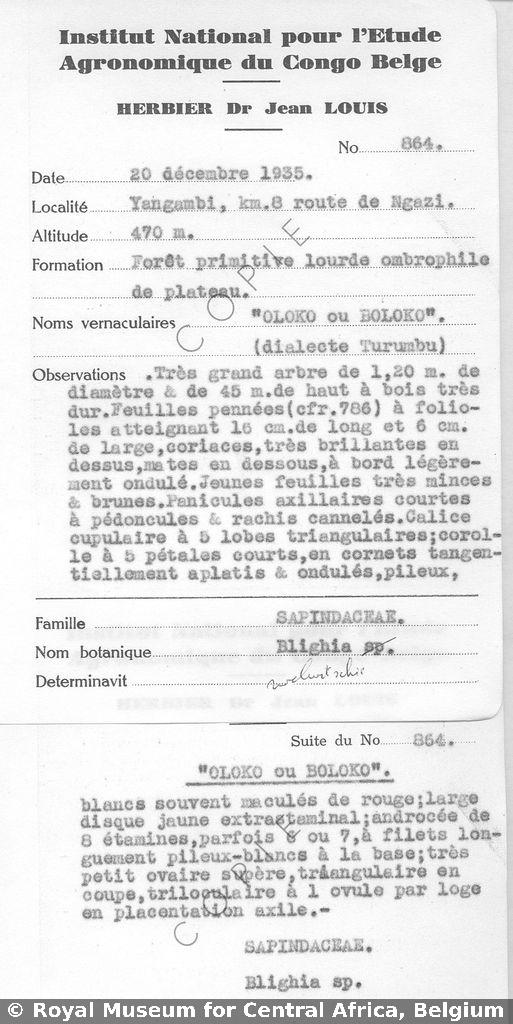 Institut National pour l'Etude
Agronomique du Congo Belge
HERBIER Dr Jean LOUIS
No 864.
Date 20 décembre 1935.
Localité Yangambi, km.8 route de Ngazi.
Altitude 470 m.
Formation Forêt primitive lourde ombrophile
de plateau.
COPIE
Noms vernaculaires "OLOKO ou BOLOKO".
(dialecte Turumbu)
Observations .Très grand arbre de 1,20 m. de
diamètre & de 45 m.de haut à bois très
dur.Feuilles pennées(cfr.786) à folio-
les atteignant 16 cm.de long et 6 cm.
de large,coriaces,très brillantes en
dessus,mates en dessous,à bord légère-
ment ondulé.Jeunes feuilles très minces
& brunes.Panicules axillaires courtes
à pédoncules & rachis cannelés.Calice
cupulaire à 5 lobes triangulaires;corol-
le à 5 pétales courts,en cornets tangen-
tiellement aplatis & ondulés,pileux,
Famille SAPINDACEAE.
Nom botanique Blighia sp.
Determinavit
Suite du No 864.
"OLOKO ou BOLOKO".
blancs souvent maculés de rouge;large
disque jaune extrastaminal;androcée de
8 étamines,parfois 6 ou 7,à filets lon-
guement pileux-blancs à la base;très
petit ovaire supère,triangulaire en
coupe,triloculaire à 1 ovule par loge
en placentation axile.-
COPIE
SAPINDACEAE.
Blighia sp.
© Royal Museum for Central Africa, Belgium